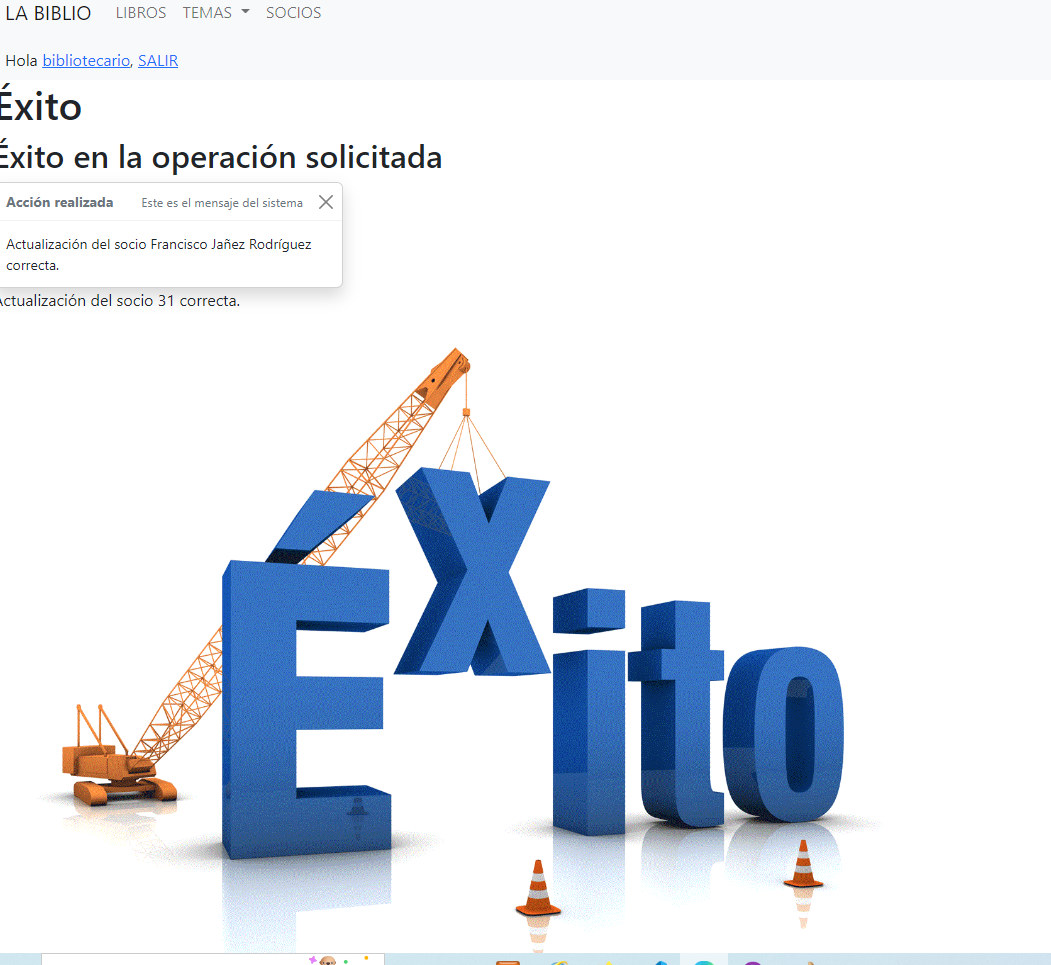 LA BIBLIO LIBROS TEMAS SOCIOS
Hola bibliotecario, SALIR
Éxito
Éxito en la operación solicitada
Acción realizada Este es el mensaje del sistema
Actualización del socio Francisco Jañez Rodríguez
correcta.
Actualización del socio 31 correcta.
Éxito